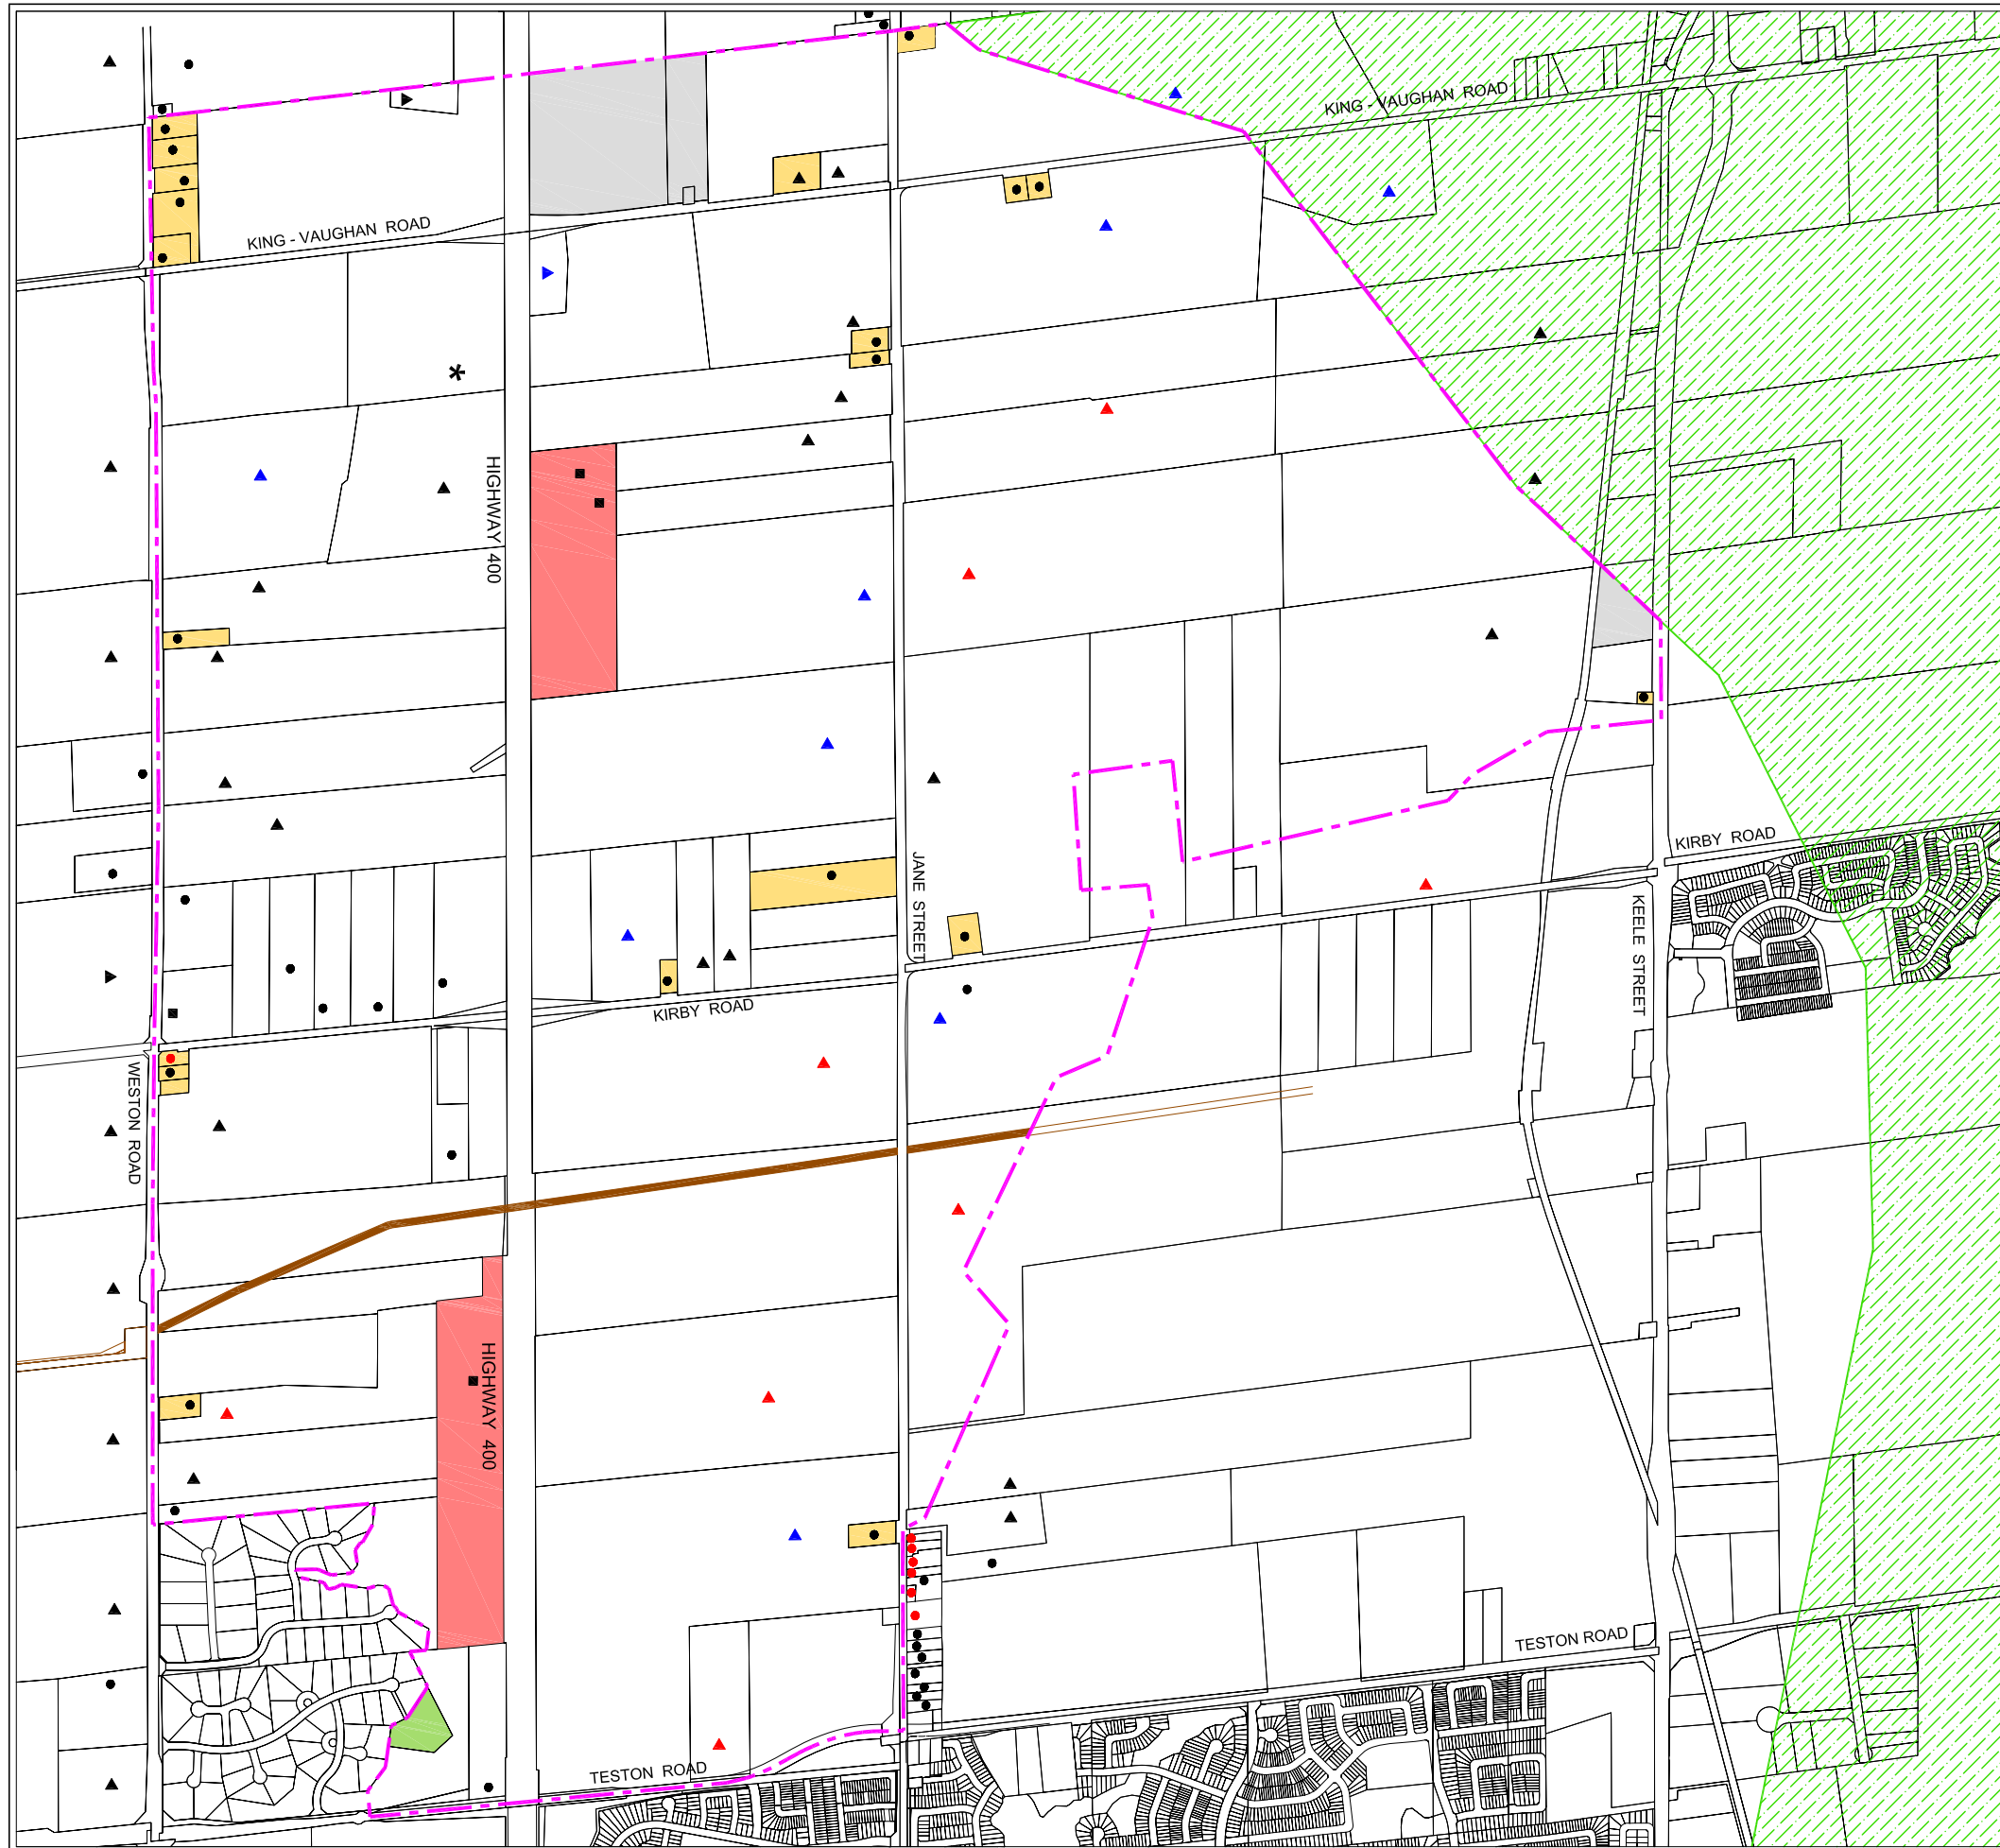 KING - VAUGHAN ROAD
KING - VAUGHAN ROAD
HIGHWAY 400
JANE STREET
KIRBY ROAD
KEELE STREET
KIRBY ROAD
WESTON ROAD
HIGHWAY 400
TESTON ROAD
TESTON ROAD